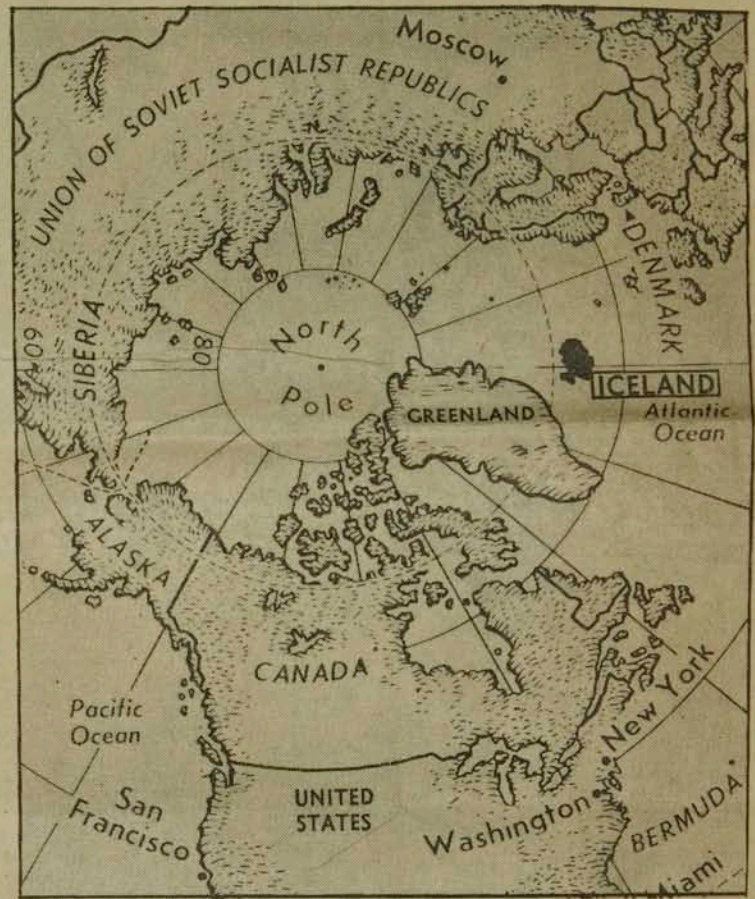 Moscow
UNION OF SOVIET SOCIALIST REPUBLICS
DENMARK
SIBERIA
60
80
North
Pole
ICELAND
GREENLAND
Atlantic
Ocean
ALASKA
CANADA
Pacific
Ocean
New York
San
Francisco
UNITED
STATES
Washington
BERMUDA
Miami